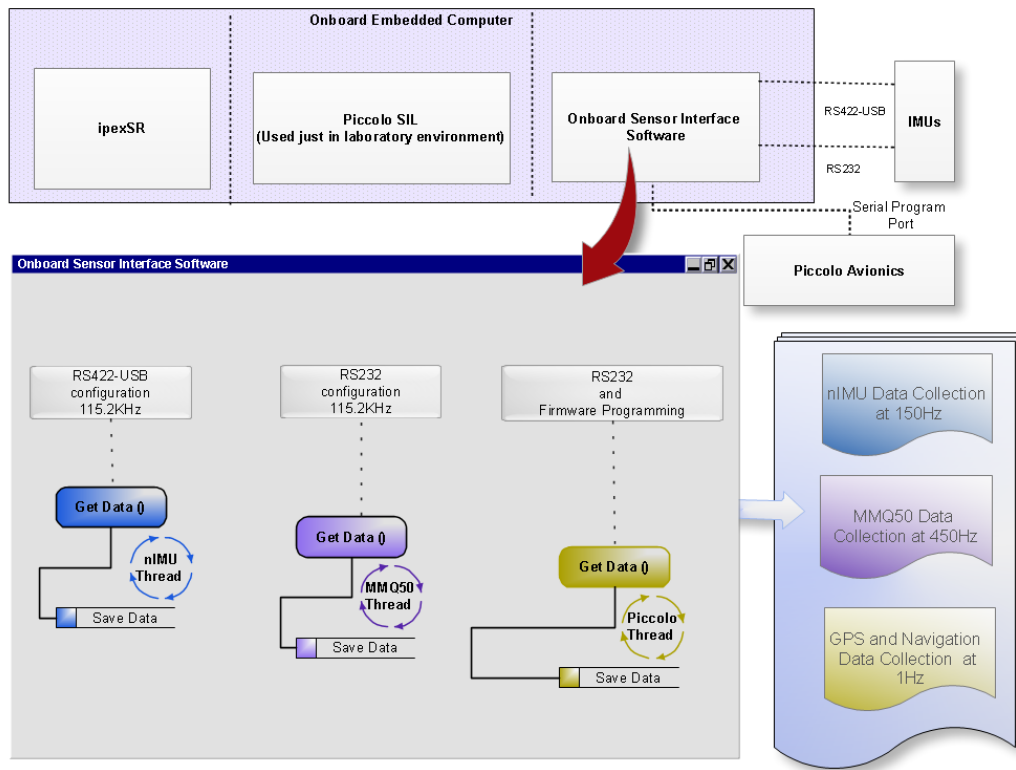 Onboard Embedded Computer
ipexSR
Piccolo SIL
(Used just in laboratory environment)
Onboard Sensor Interface
Software
RS422-USB
RS232
IMUs
Serial Program
Port
Piccolo Avionics
Onboard Sensor Interface Software
RS422-USB
configuration
115.2KHz
RS232
configuration
115.2KHz
RS232
and
Firmware Programming
Get Data ()
nIMU
Thread
Save Data
Get Data ()
MMQ50
Thread
Save Data
Get Data ()
Piccolo
Thread
Save Data
nIMU Data Collection
at 150Hz
MMQ50 Data
Collection at 450Hz
GPS and Navigation
Data Collection at
1Hz